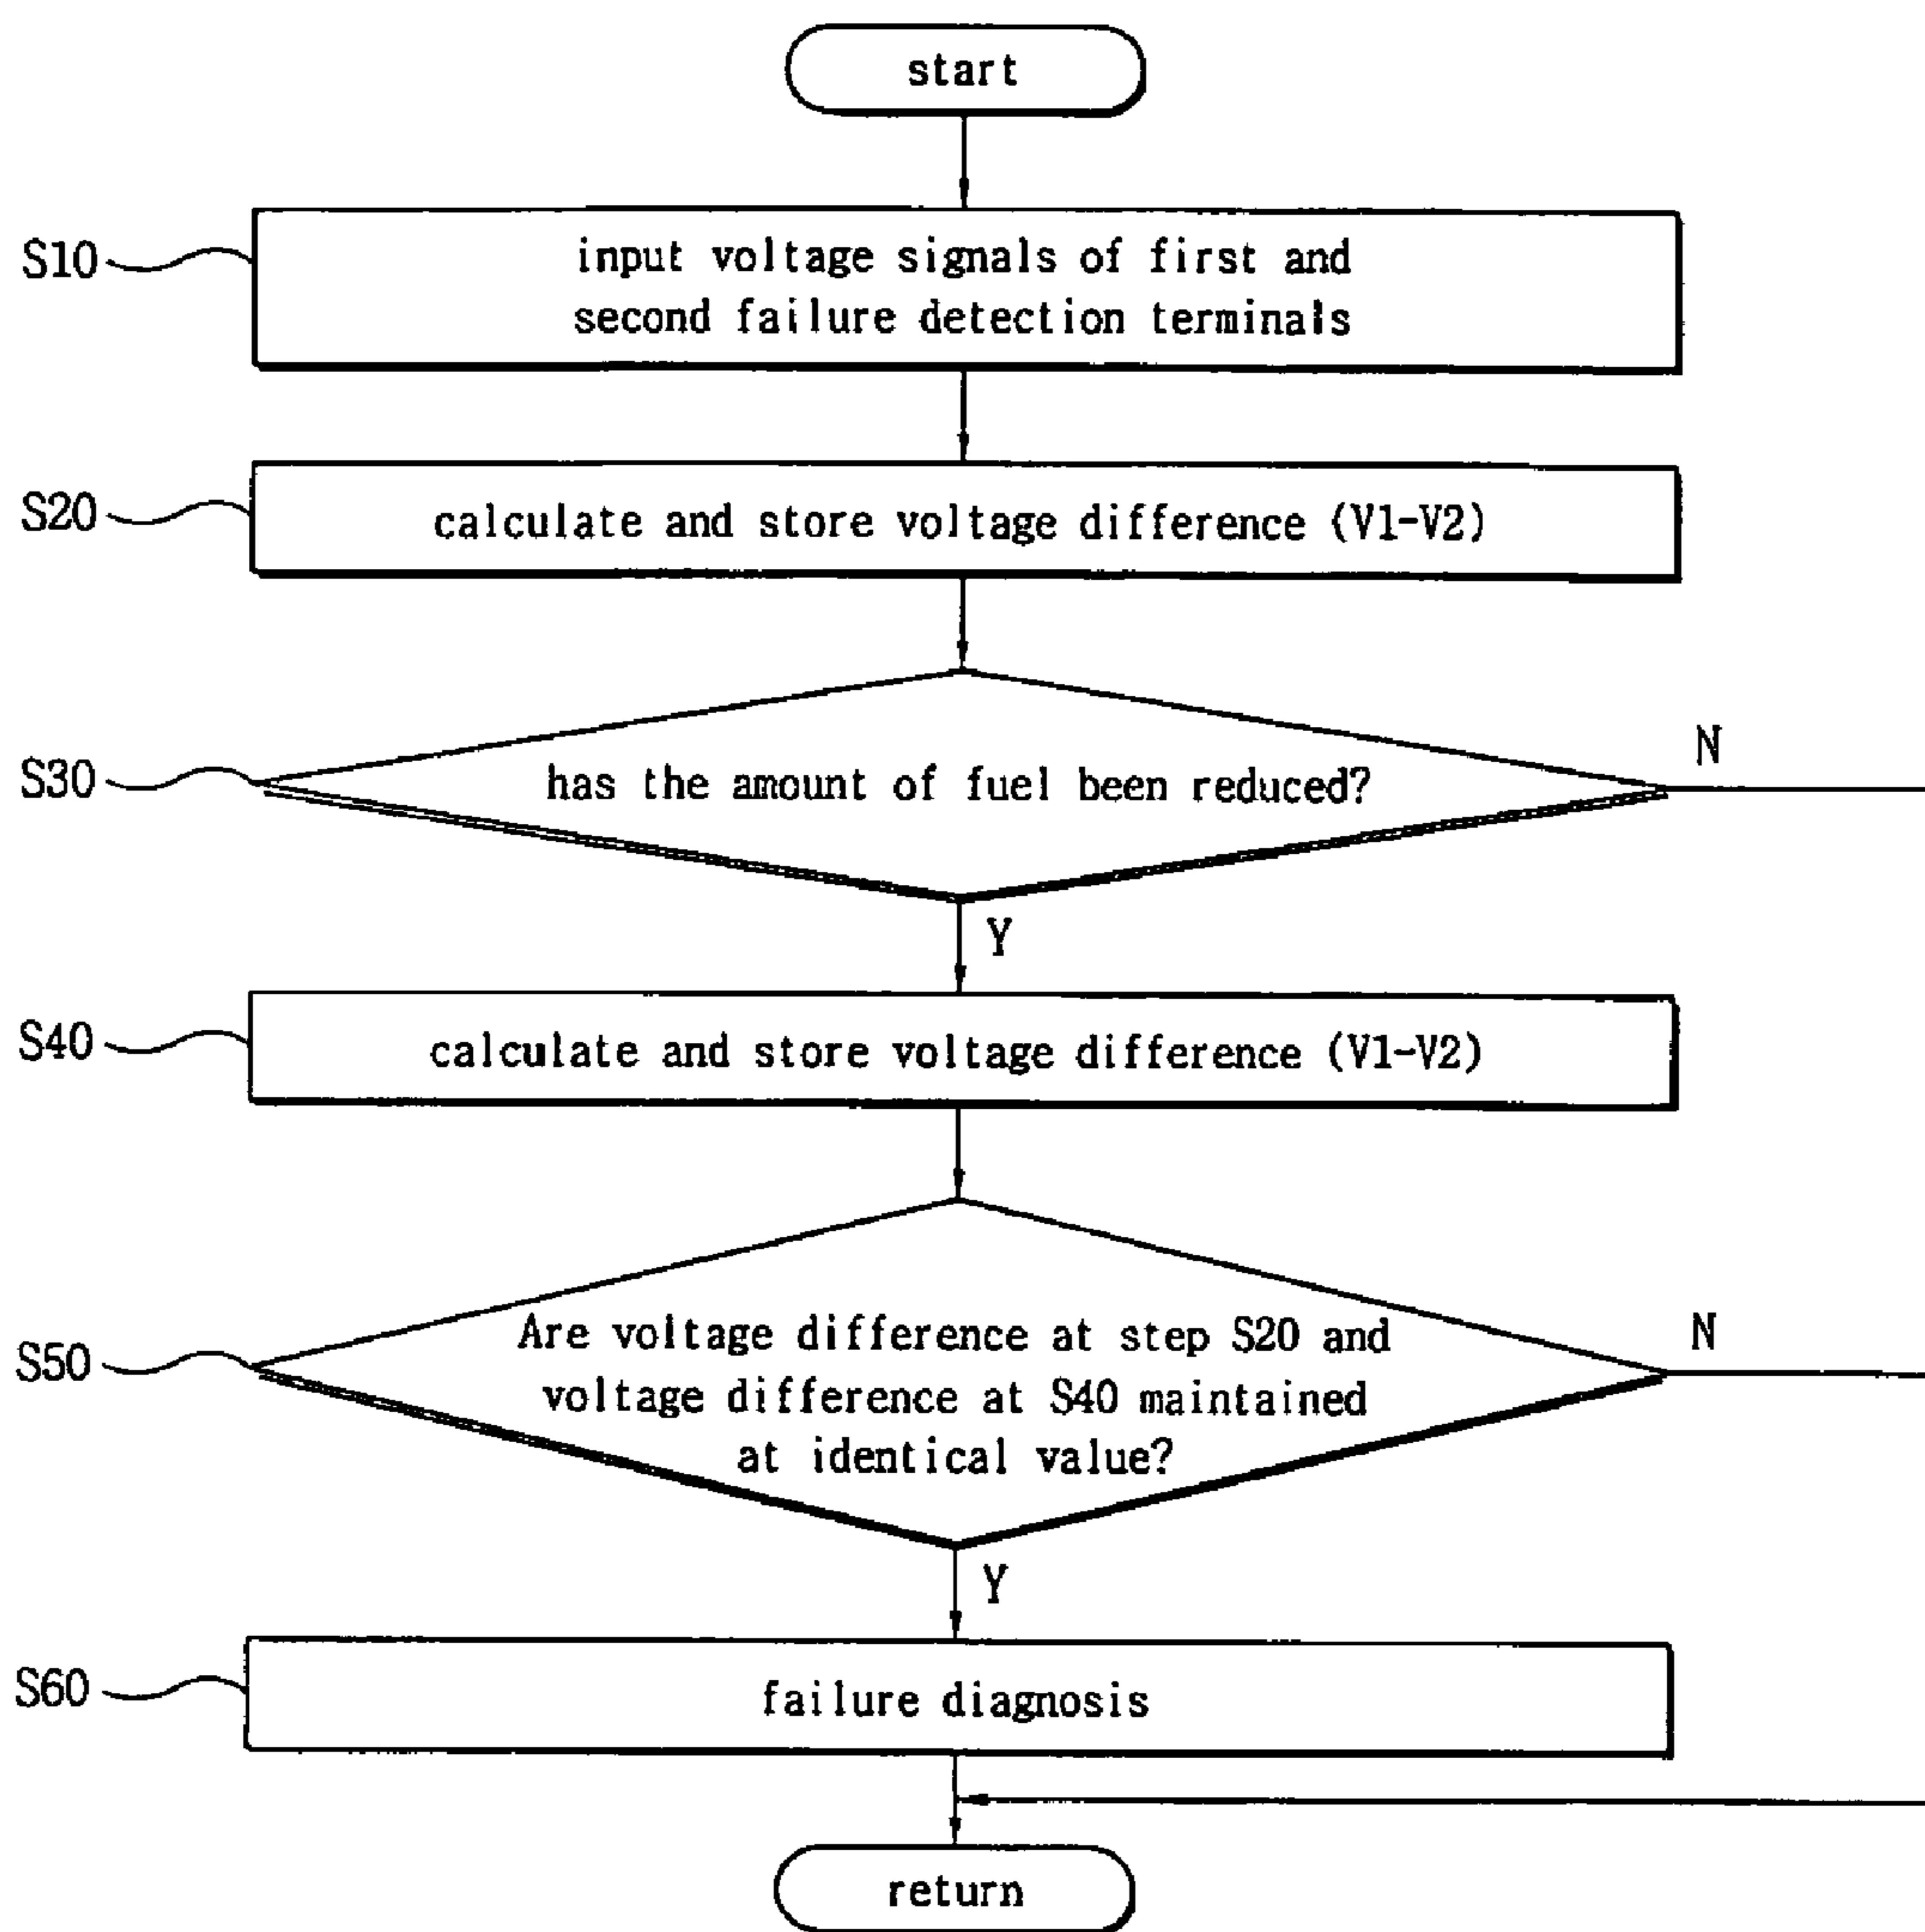 start
S10
input voltage signals of first and
second failure detection terminals
S20
calculate and store voltage difference (V1-V2)
S30
has the amount of fuel been reduced?
N
Y
S40
calculate and store voltage difference (V1-V2)
S50
Are voltage difference at step S20 and
voltage difference at S40 maintained
at identical value?
N
Y
S60
failure diagnosis
return